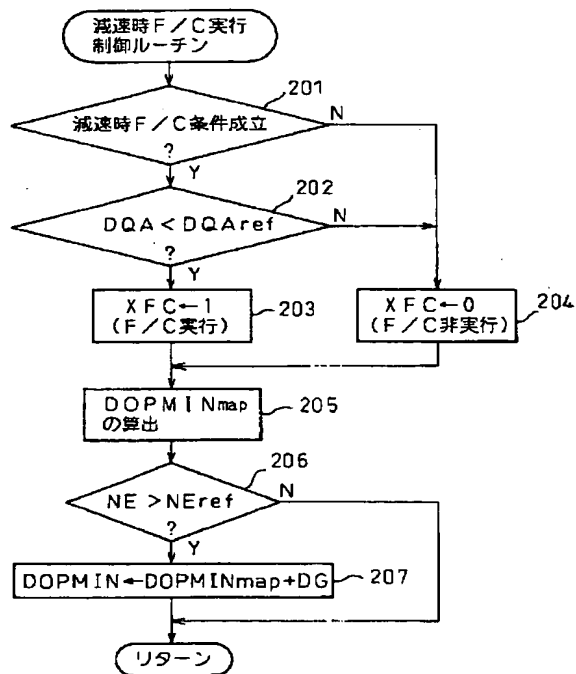 減速時F/C実行
制御ルーチン
201
減速時F/C条件成立
?
N
Y
202
DQA<DQAref
?
N
Y
XFC←1
(F/C実行)
203
XFC←0
(F/C非実行)
204
DOPMINmap
の算出
205
206
NE>NEref
?
N
Y
DOPMIN←DOPMINmap+DG
207
リターン